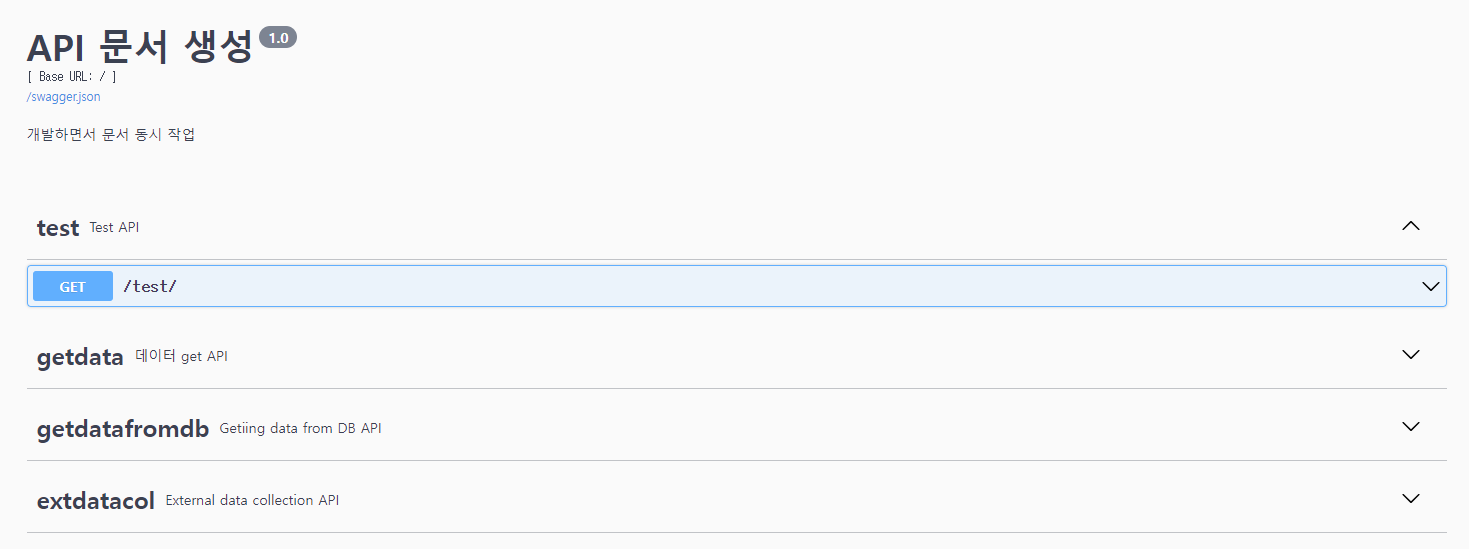 API 문서 생성 1.0
[ Base URL: / ]
/swagger.json
개발하면서 문서 동시 작업
test Test API
GET /test/
getdata 데이터 get API
getdatafromdb Getiing data from DB API
extdatacol External data collection API